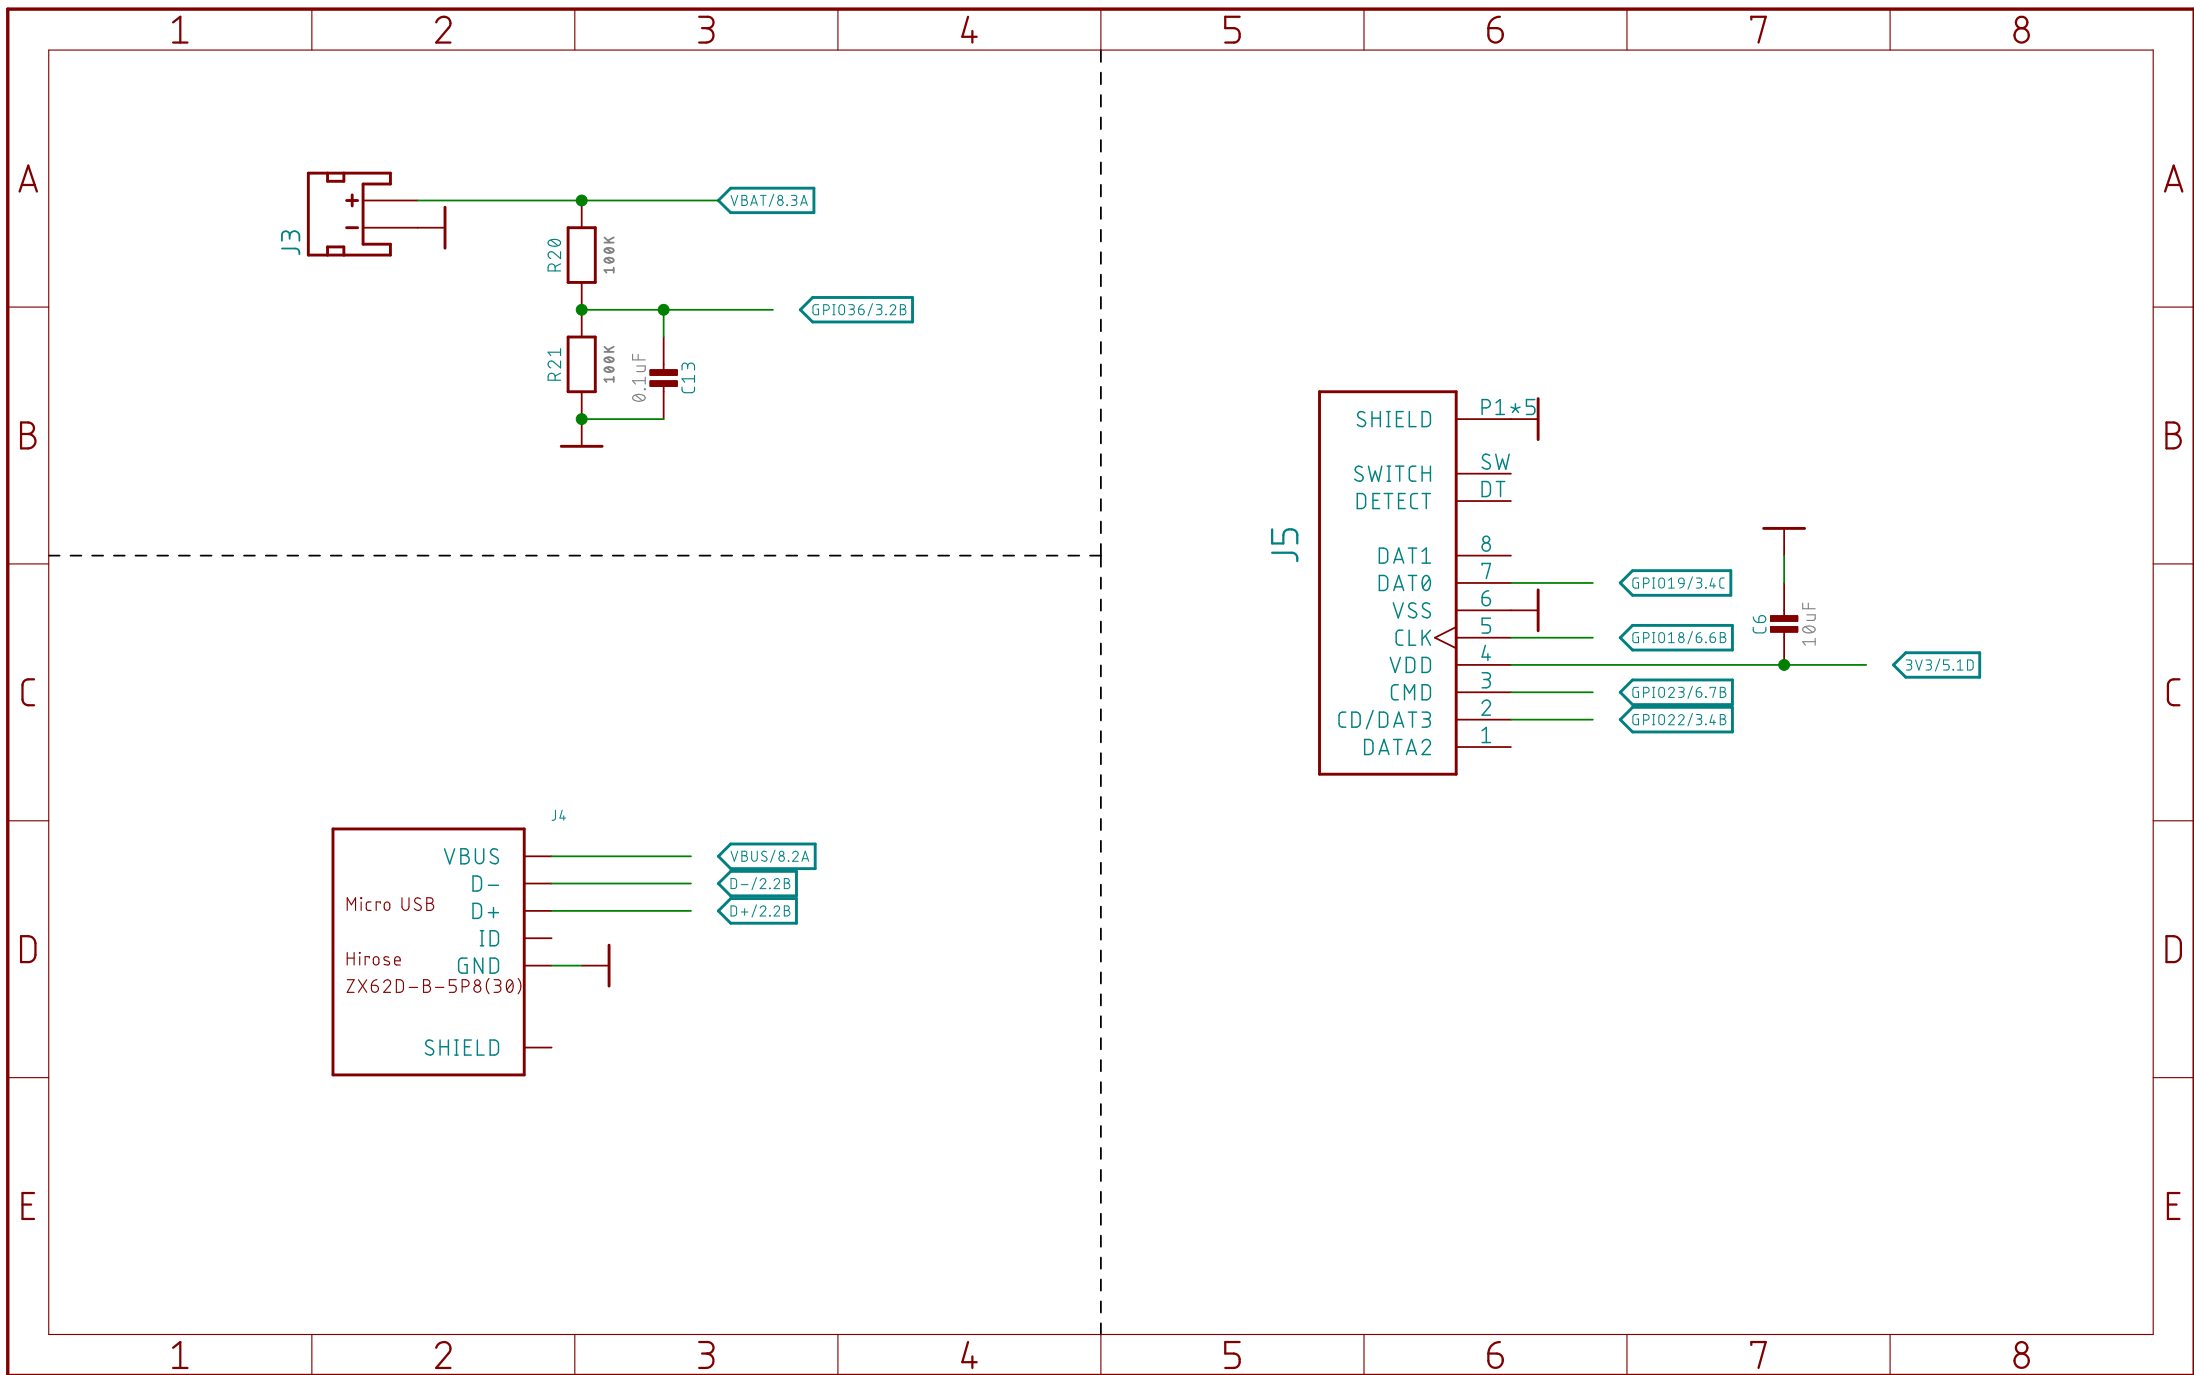 1 2 3 4 5 6 7 8
A A
J3
+
-
VBAT/8.3A
R20
100K
GPIO36/3.2B
R21
100K
0.1uF
C13
B B
J5
SHIELD P1*5
SWITCH SW
DETECT DT
DAT1 8
DAT0 7
VSS 6
CLK 5
VDD 4
CMD 3
CD/DAT3 2
DATA2 1
GPIO19/3.4C
GPIO18/6.6B
C6
10uF
3V3/5.1D
GPIO23/6.7B
GPIO22/3.4B
C C
J4
VBUS
D-
D+
ID
GND
SHIELD
Micro USB
Hirose
ZX62D-B-5P8(30)
VBUS/8.2A
D-/2.2B
D+/2.2B
D D
E E
1 2 3 4 5 6 7 8